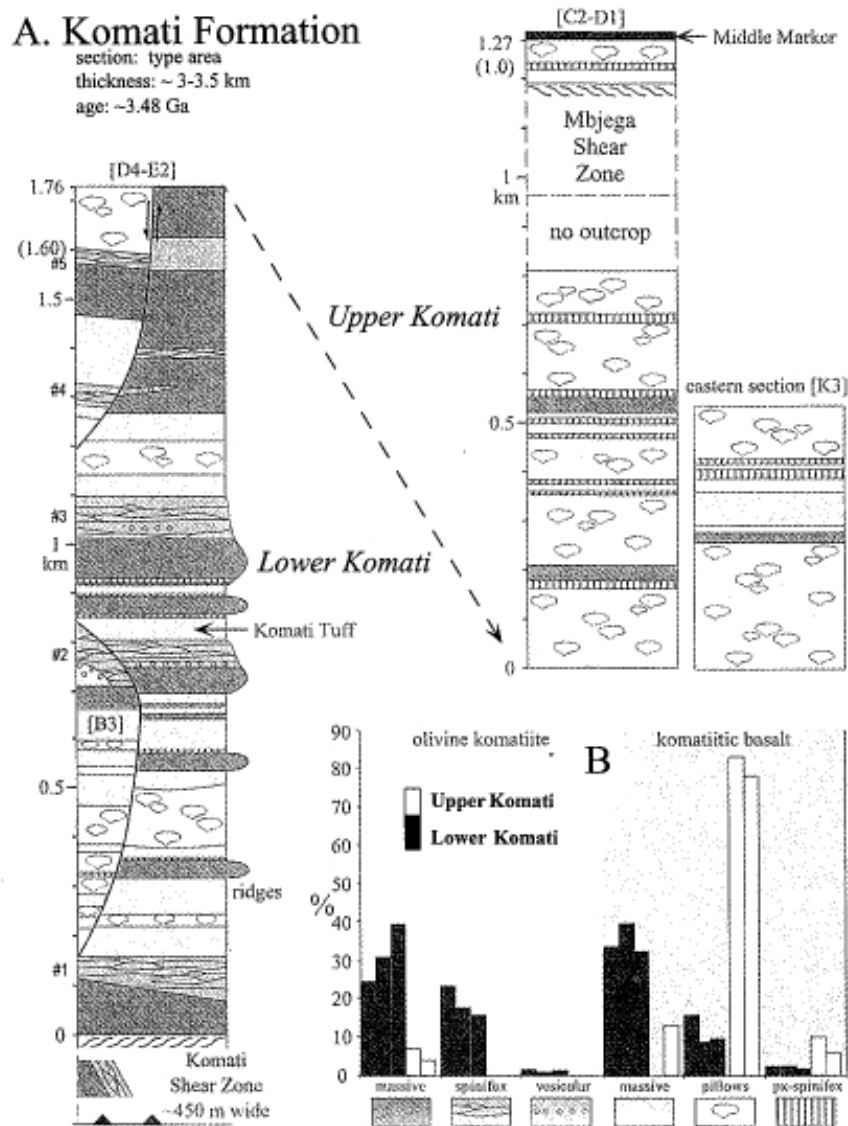 A. Komati Formation
section: type area
thickness: ~ 3-3.5 km
age: ~3.48 Ga
[D4-E2]
1.76
(1.60)
#5
1.5
#4
#3
1
km
Lower Komati
Komati Tuff
#2
[B3]
0.5
ridges
#1
0
Komati
Shear Zone
~450 m wide
[C2-D1]
1.27
Middle Marker
(1.0)
Mbjega
Shear
Zone
1
km
no outcrop
Upper Komati
eastern section [K3]
0.5
0
B
olivine komatiite
komatiitic basalt
Upper Komati
Lower Komati
%
90
80
70
60
50
40
30
20
10
0
massive spinifex vesicular massive pillows px-spinifex